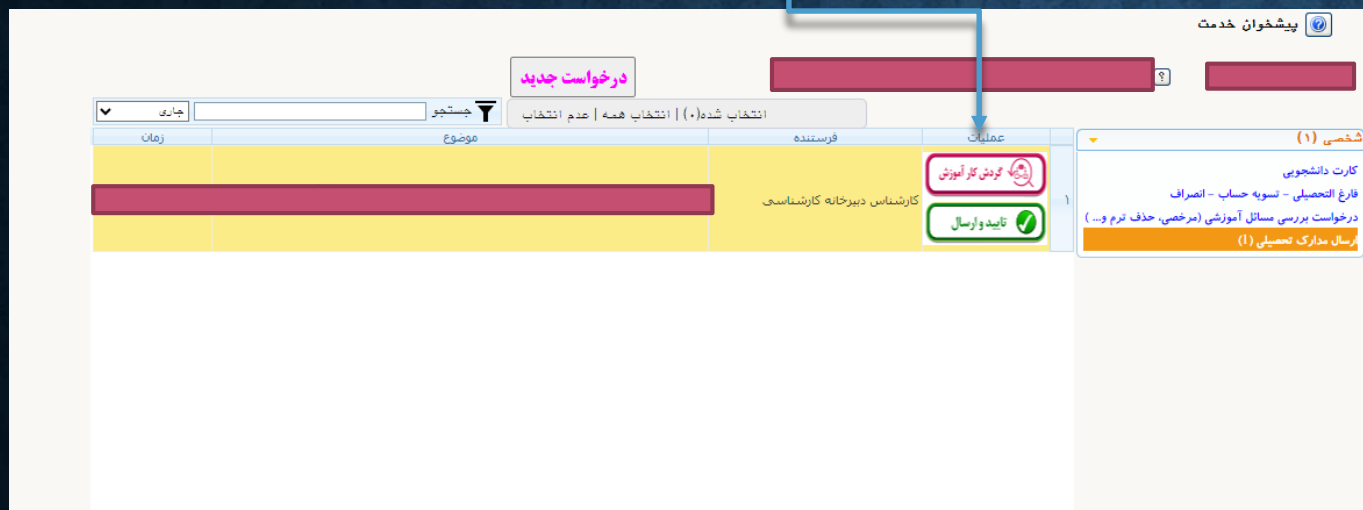 پیشخوان خدمت
؟
درخواست جدید
انتخاب شده(۰) | انتخاب همه | عدم انتخاب
جستجو
جاری
شخصی (۱)
کارت دانشجویی
فارغ التحصیلی - تسویه حساب - انصراف
درخواست بررسی مسائل آموزشی (مرخصی، حذف ترم و... )
ارسال مدارک تحصیلی (1)
عملیات فرستنده موضوع زمان
۱
گردش کار آموزش
تایید و ارسال
کارشناس دبیرخانه کارشناسی